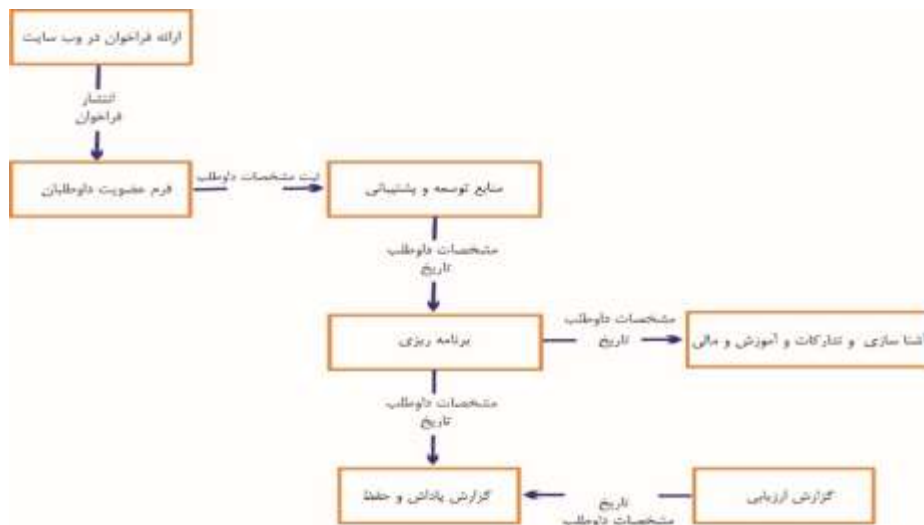 ارائه فراخوان در وب سایت
انتشار
فراخوان
فرم عضویت داوطلبان
ثبت مشخصات داوطلب
منابع توسعه و پشتیبانی
مشخصات داوطلب
تاریخ
برنامه ریزی
مشخصات داوطلب
تاریخ
آشنا سازی و تدارکات و آموزش و مالی
مشخصات داوطلب
تاریخ
گزارش پاداش و حفظ
تاریخ
مشخصات داوطلب
گزارش ارزیابی